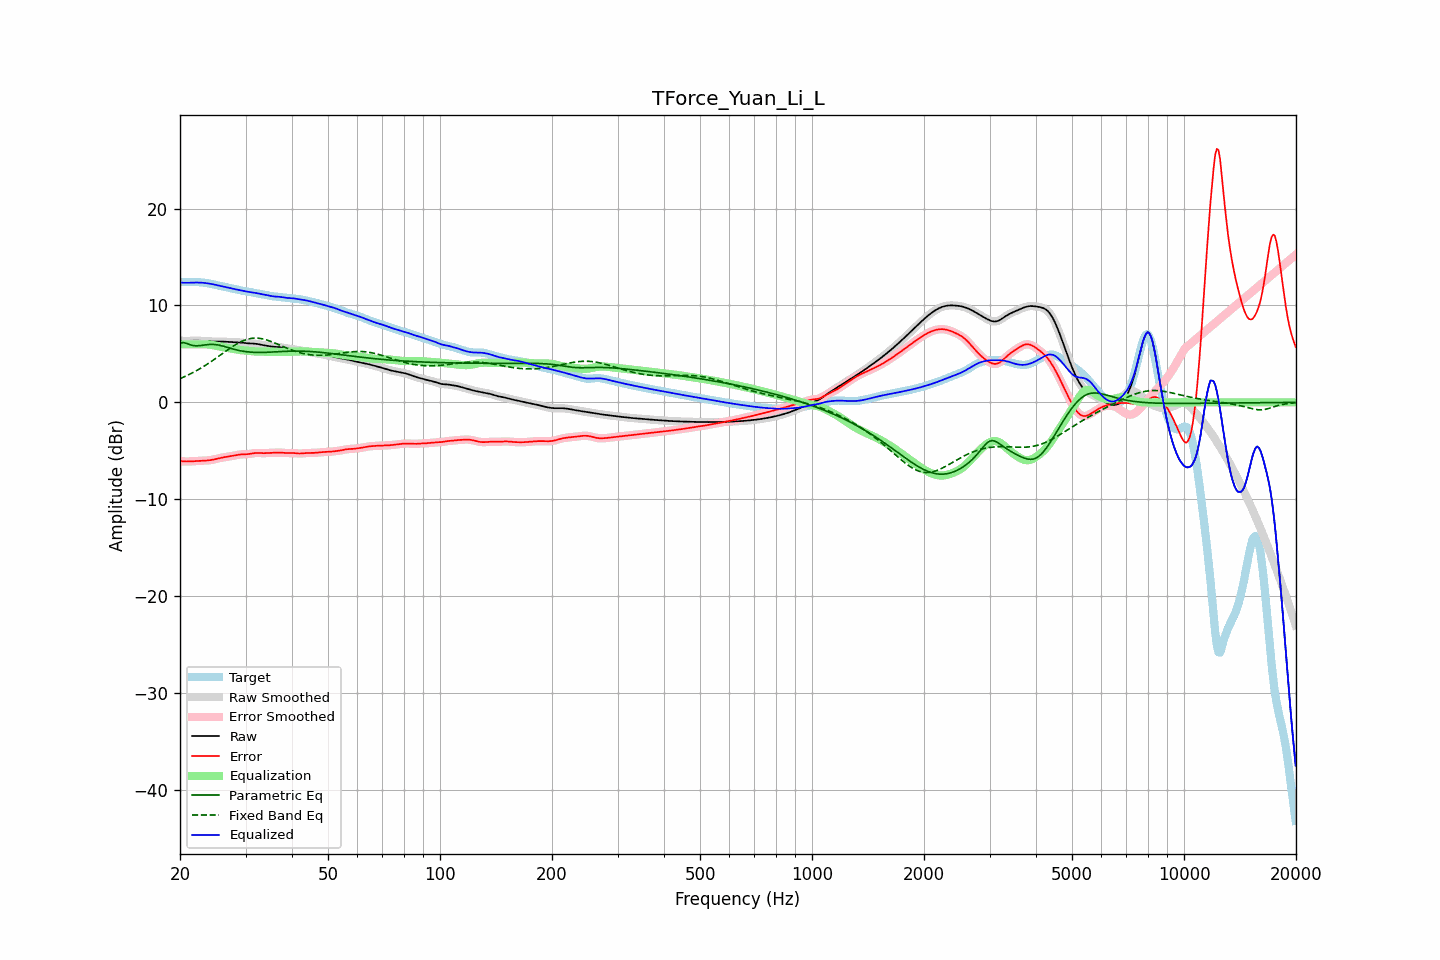 TForce_Yuan_Li_L
Amplitude (dBr)
20
10
0
−10
−20
−30
−40
Target
Raw Smoothed
Error Smoothed
Raw
Error
Equalization
Parametric Eq
Fixed Band Eq
Equalized
20 50 100 200 500 1000 2000 5000 10000 20000
Frequency (Hz)